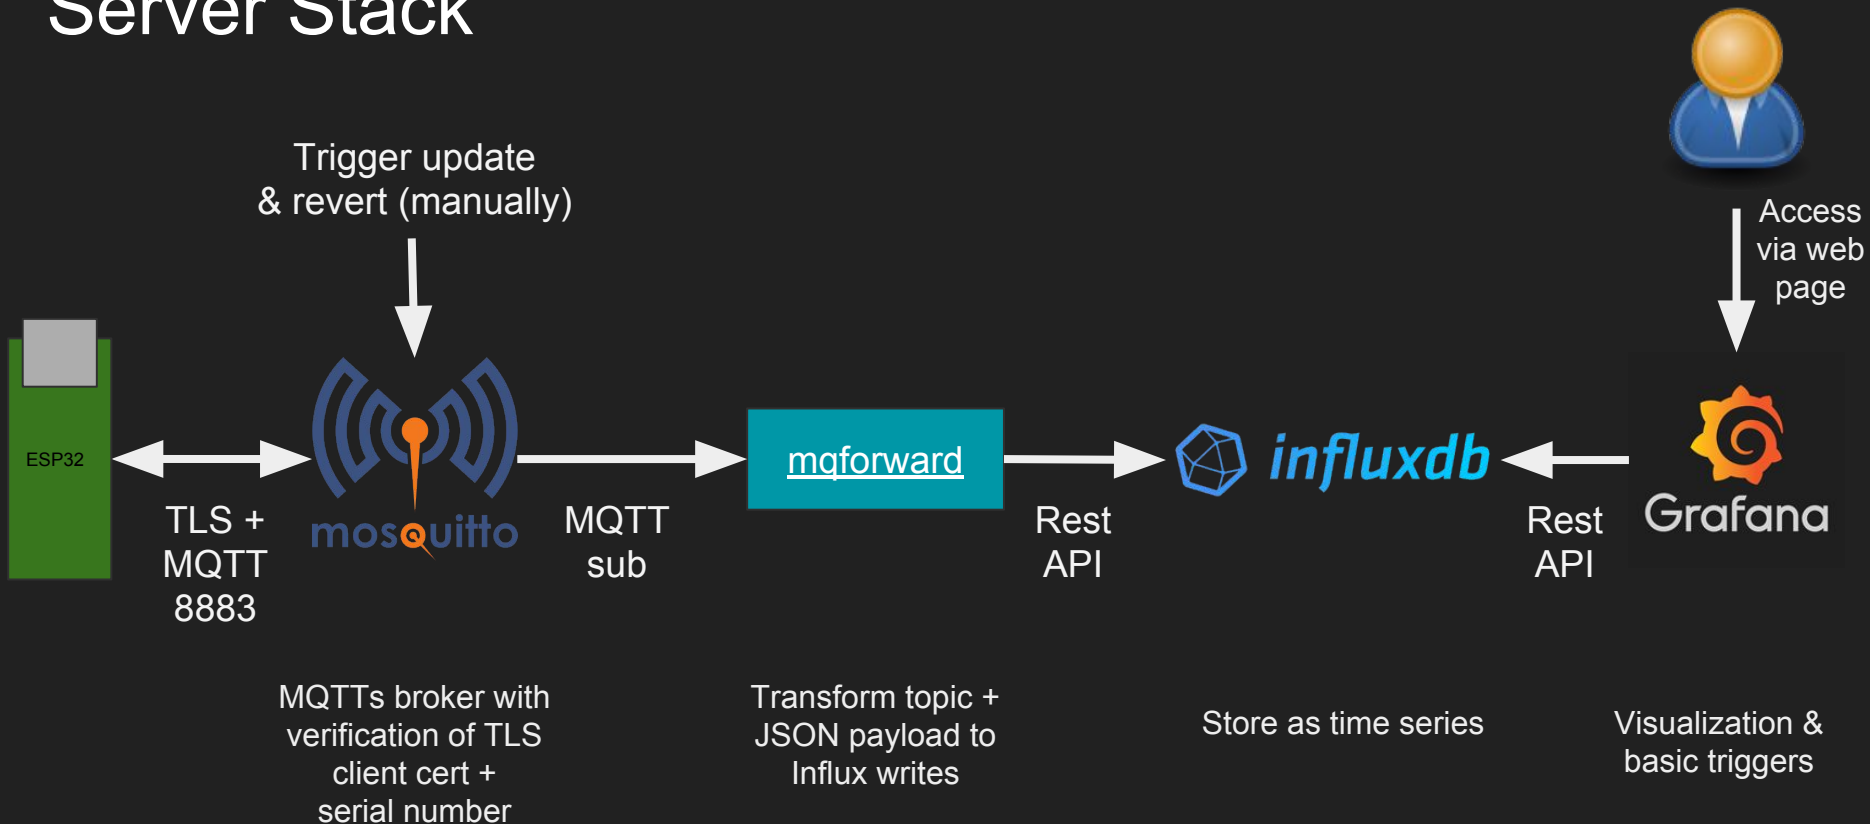 Server Stack
Trigger update
& revert (manually)
Access
via web
page
ESP32
TLS +
MQTT
8883
mosquitto
MQTT
sub
mqforward
Rest
API
influxdb
Rest
API
Grafana
MQTTs broker with
verification of TLS
client cert +
serial number
Transform topic +
JSON payload to
Influx writes
Store as time series
Visualization &
basic triggers